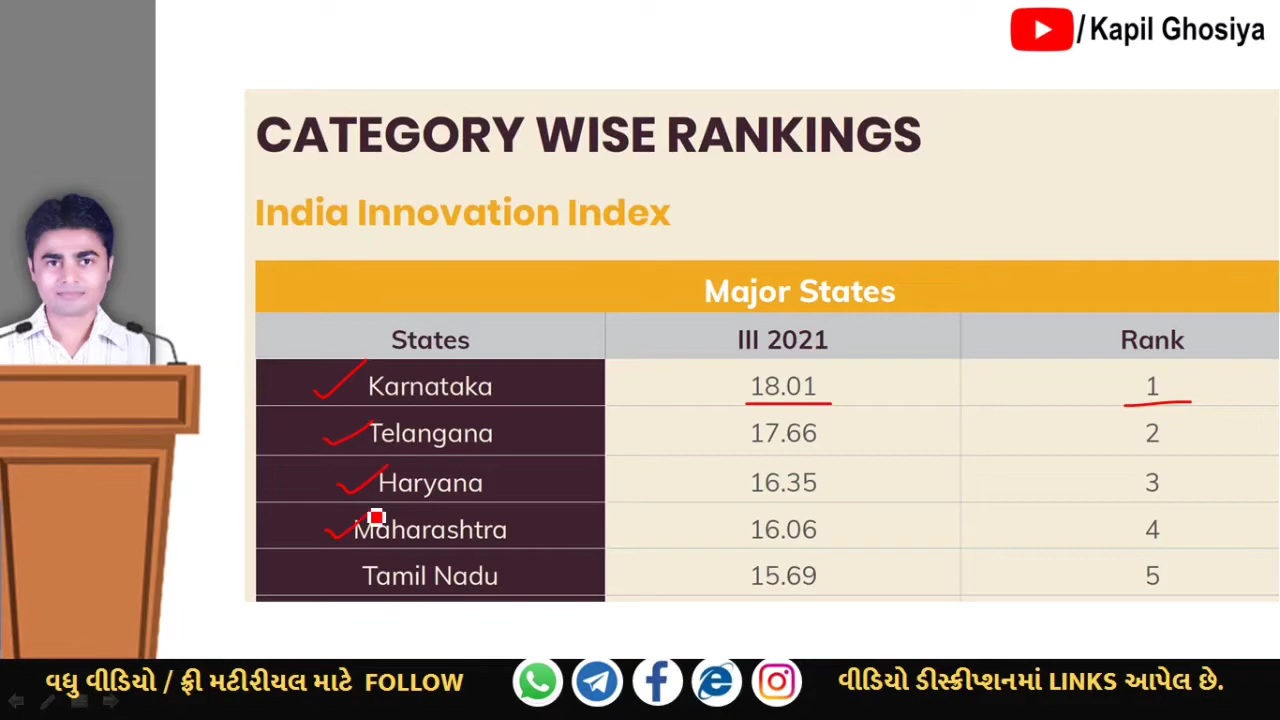 /Kapil Ghosiya
CATEGORY WISE RANKINGS
India Innovation Index
Major States
States III 2021 Rank
Karnataka 18.01 1
Telangana 17.66 2
Haryana 16.35 3
Maharashtra 16.06 4
Tamil Nadu 15.69 5
વધુ વીડિયો / ફ્રી મટીરીયલ માટે FOLLOW
વીડિયો ડીસ્ક્રીપ્શનમાં LINKS આપેલ છે.